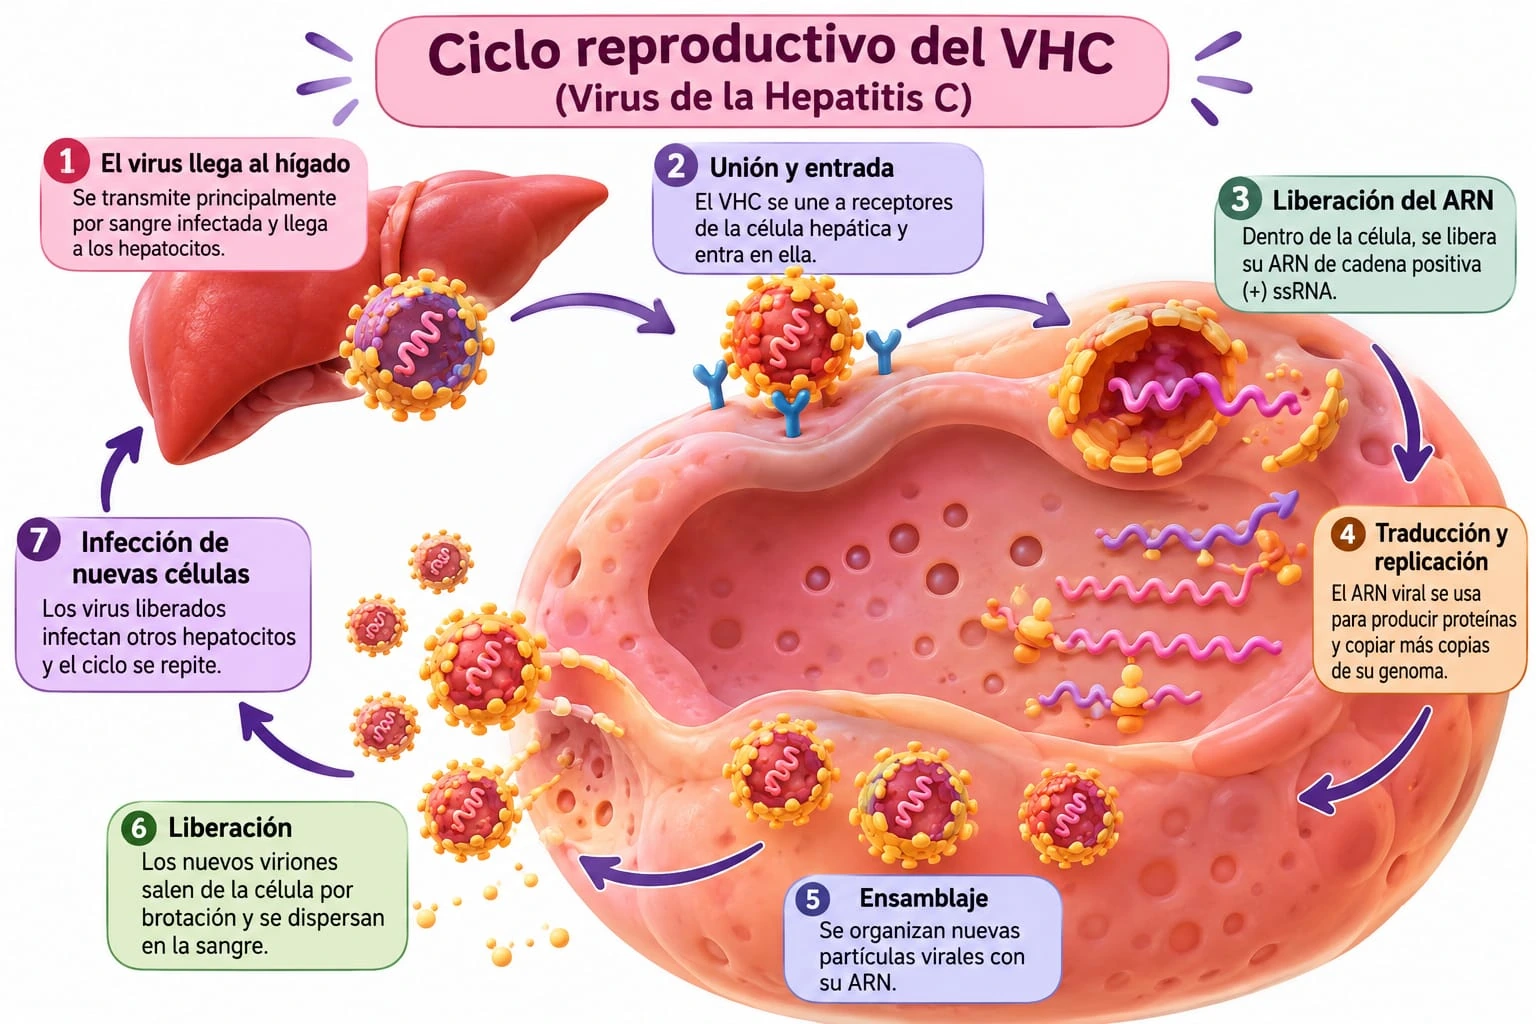 Ciclo reproductivo del VHC
(Virus de la Hepatitis C)
1 El virus llega al hígado
Se transmite principalmente
por sangre infectada y llega
a los hepatocitos.
2 Unión y entrada
El VHC se une a receptores
de la célula hepática y
entra en ella.
3 Liberación del ARN
Dentro de la célula, se libera
su ARN de cadena positiva
(+) ssRNA.
4 Traducción y
replicación
El ARN viral se usa
para producir proteínas
y copiar más copias
de su genoma.
5 Ensamblaje
Se organizan nuevas
partículas virales con
su ARN.
6 Liberación
Los nuevos viriones
salen de la célula por
brotación y se dispersan
en la sangre.
7 Infección de
nuevas células
Los virus liberados
infectan otros hepatocitos
y el ciclo se repite.